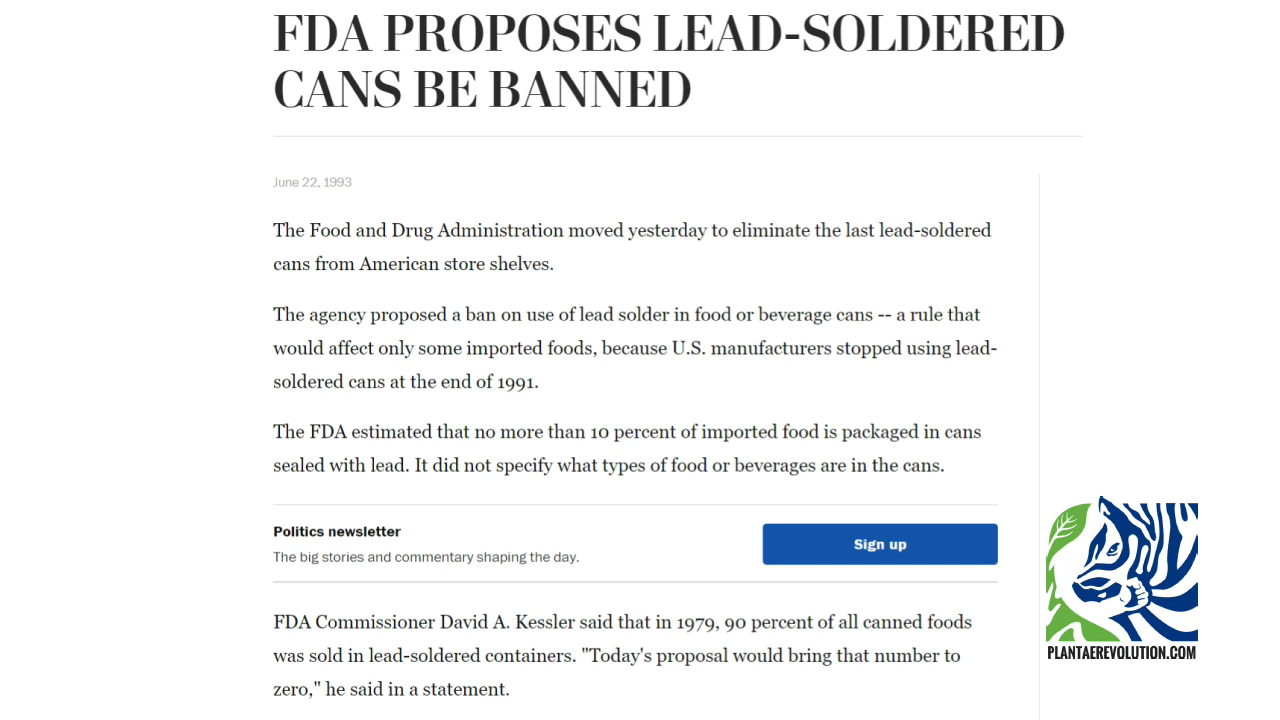 FDA PROPOSES LEAD-SOLDERED
CANS BE BANNED
June 22, 1993
The Food and Drug Administration moved yesterday to eliminate the last lead-soldered
cans from American store shelves.
The agency proposed a ban on use of lead solder in food or beverage cans -- a rule that
would affect only some imported foods, because U.S. manufacturers stopped using lead-
soldered cans at the end of 1991.
The FDA estimated that no more than 10 percent of imported food is packaged in cans
sealed with lead. It did not specify what types of food or beverages are in the cans.
Politics newsletter
The big stories and commentary shaping the day.
Sign up
FDA Commissioner David A. Kessler said that in 1979, 90 percent of all canned foods
was sold in lead-soldered containers. "Today's proposal would bring that number to
zero," he said in a statement.
PLANTAEREVOLUTION.COM